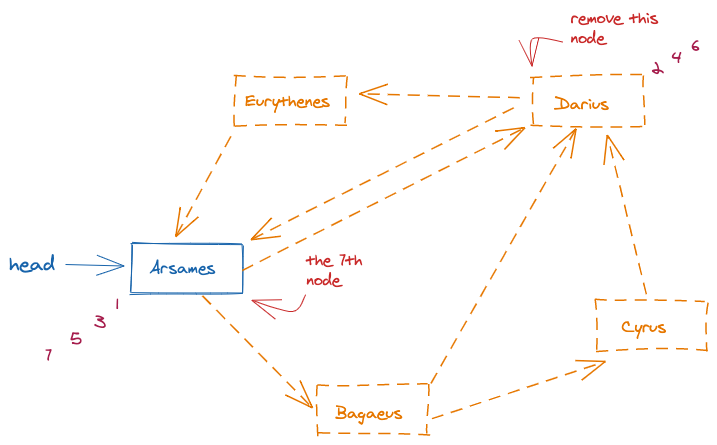 remove this
node
2 4 6
Eurythenes
Darius
head
Arsames
the 7th
node
1
3
5
7
Cyrus
Bagaeus